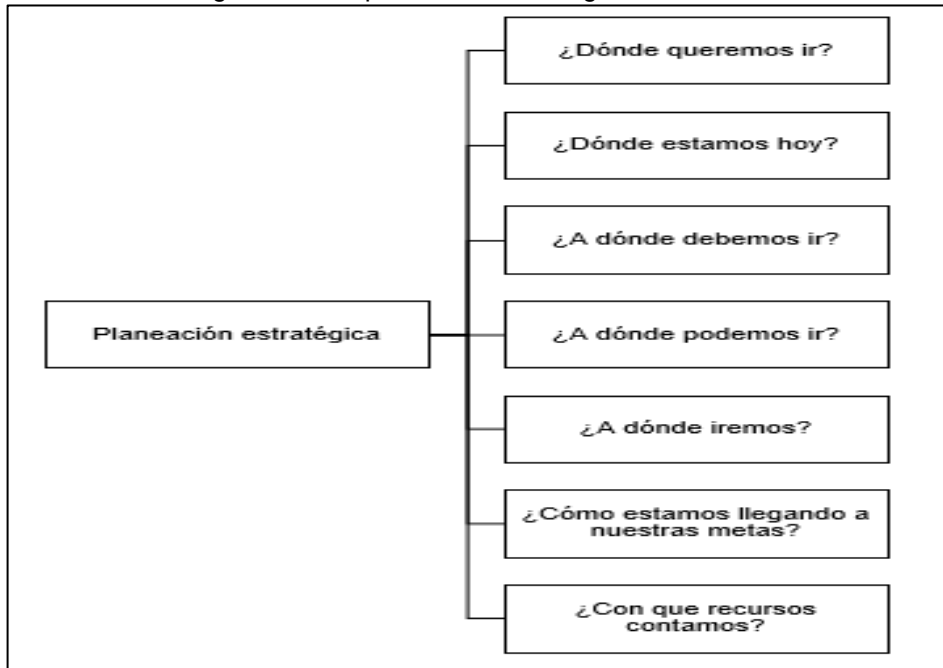 ¿Dónde queremos ir?
¿Dónde estamos hoy?
¿A dónde debemos ir?
Planeación estratégica
¿A dónde podemos ir?
¿A dónde iremos?
¿Cómo estamos llegando a
nuestras metas?
¿Con que recursos
contamos?